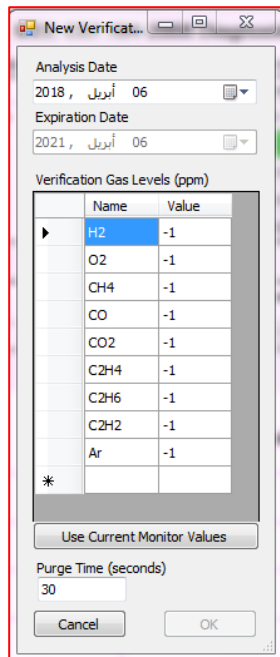 New Verificat...
Analysis Date
06 أبريل , 2018
Expiration Date
06 أبريل , 2021
Verification Gas Levels (ppm)
Name Value
H2 -1
O2 -1
CH4 -1
CO -1
CO2 -1
C2H4 -1
C2H6 -1
C2H2 -1
Ar -1
Use Current Monitor Values
Purge Time (seconds)
30
Cancel OK